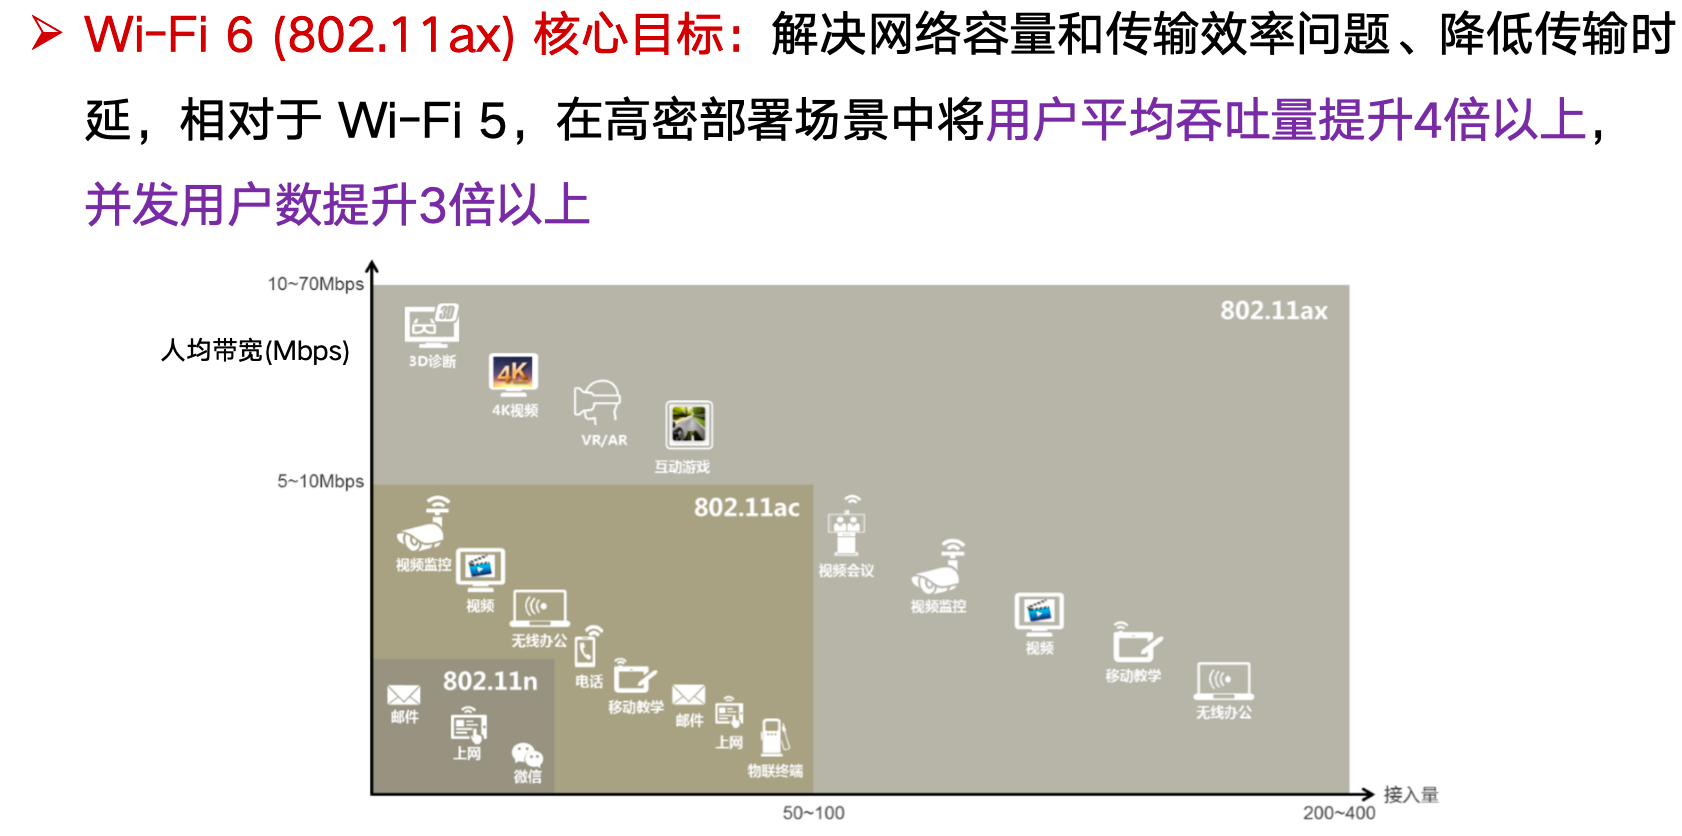 Wi-Fi 6 (802.11ax) 核心目标：解决网络容量和传输效率问题、降低传输时
延，相对于 Wi-Fi 5，在高密部署场景中将用户平均吞吐量提升4倍以上，
并发用户数提升3倍以上
10~70Mbps
802.11ax
3D
人均带宽(Mbps)
3D诊断
4K
4K视频
VR/AR
互动游戏
5~10Mbps
802.11ac
视频监控
视频会议
视频
视频监控
无线办公
视频
802.11n
电话
移动教学
移动教学
邮件
邮件
无线办公
上网
上网
微信
物联终端
接入量
50~100
200~400